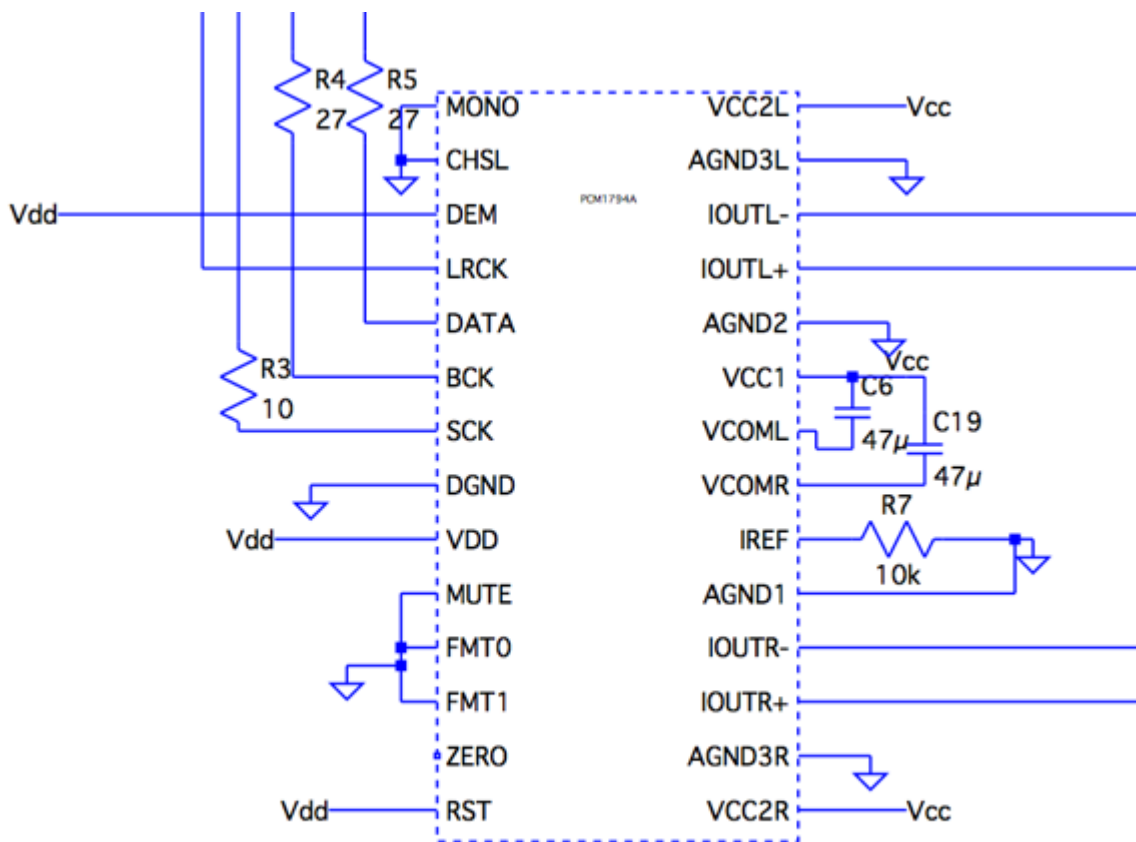 R4
27
R5
27
MONO
CHSL
DEM
LRCK
DATA
BCK
SCK
DGND
VDD
MUTE
FMT0
FMT1
ZERO
RST
Vdd
R3
10
Vdd
Vdd
PCM1794A
VCC2L
AGND3L
IOUTL-
IOUTL+
AGND2
VCC1
VCOML
VCOMR
IREF
AGND1
IOUTR-
IOUTR+
AGND3R
VCC2R
Vcc
Vcc
C6
47µ
C19
47µ
R7
10k
Vcc